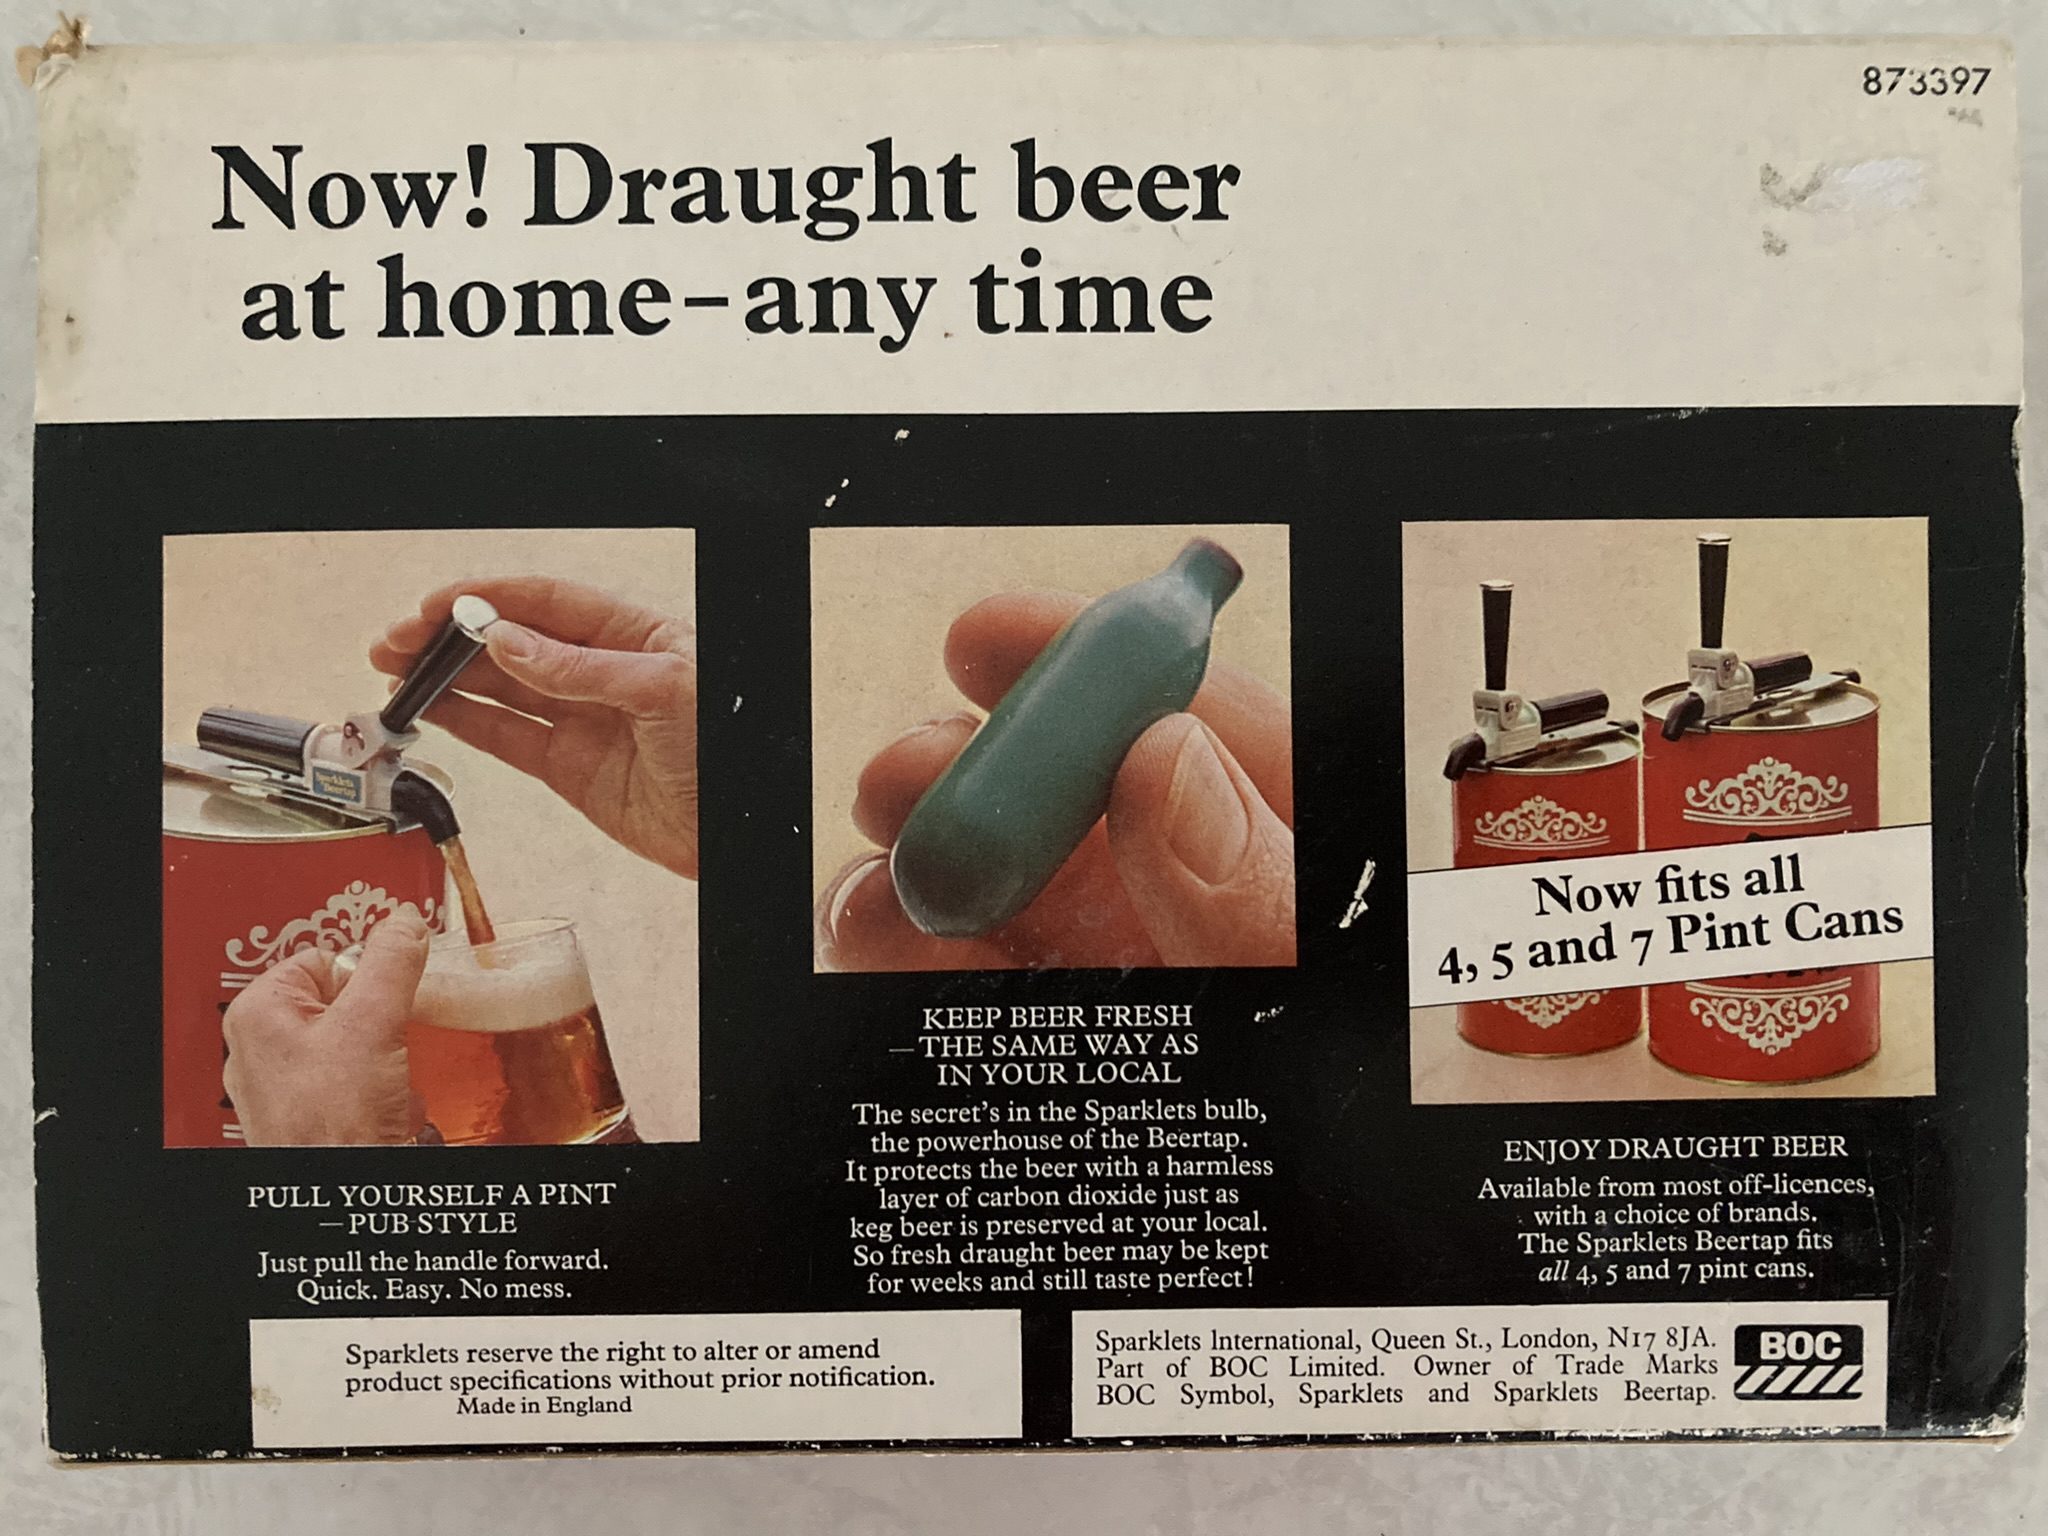 873397
Now! Draught beer
at home – any time
Sparklets
Beertap
Now fits all
4, 5 and 7 Pint Cans
PULL YOURSELF A PINT
— PUB STYLE
Just pull the handle forward.
Quick. Easy. No mess.
KEEP BEER FRESH
— THE SAME WAY AS
IN YOUR LOCAL
The secret's in the Sparklets bulb,
the powerhouse of the Beertap.
It protects the beer with a harmless
layer of carbon dioxide just as
keg beer is preserved at your local.
So fresh draught beer may be kept
for weeks and still taste perfect!
ENJOY DRAUGHT BEER
Available from most off-licences,
with a choice of brands.
The Sparklets Beertap fits
all 4, 5 and 7 pint cans.
Sparklets reserve the right to alter or amend
product specifications without prior notification.
Made in England
Sparklets International, Queen St., London, N17 8JA.
Part of BOC Limited. Owner of Trade Marks
BOC Symbol, Sparklets and Sparklets Beertap.
BOC